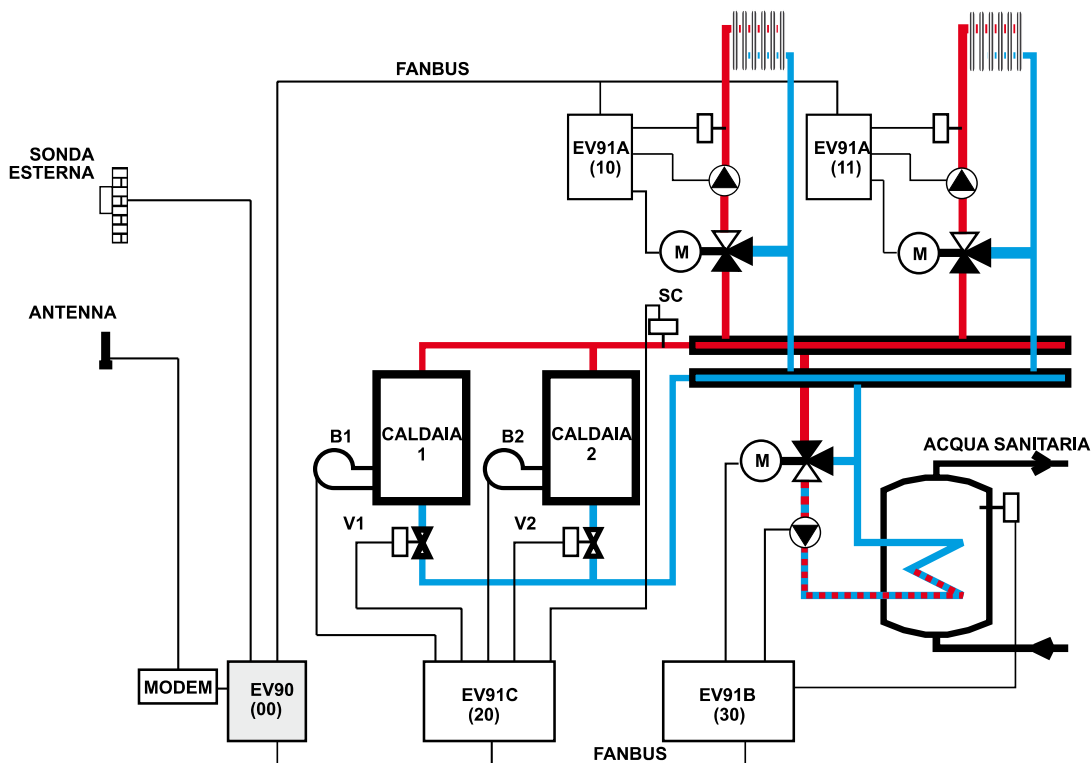 FANBUS
EV91A
(10)
EV91A
(11)
SONDA
ESTERNA
M
M
SC
ANTENNA
B1
CALDAIA
1
B2
CALDAIA
2
M
ACQUA SANITARIA
V1
V2
MODEM
EV90
(00)
EV91C
(20)
EV91B
(30)
FANBUS